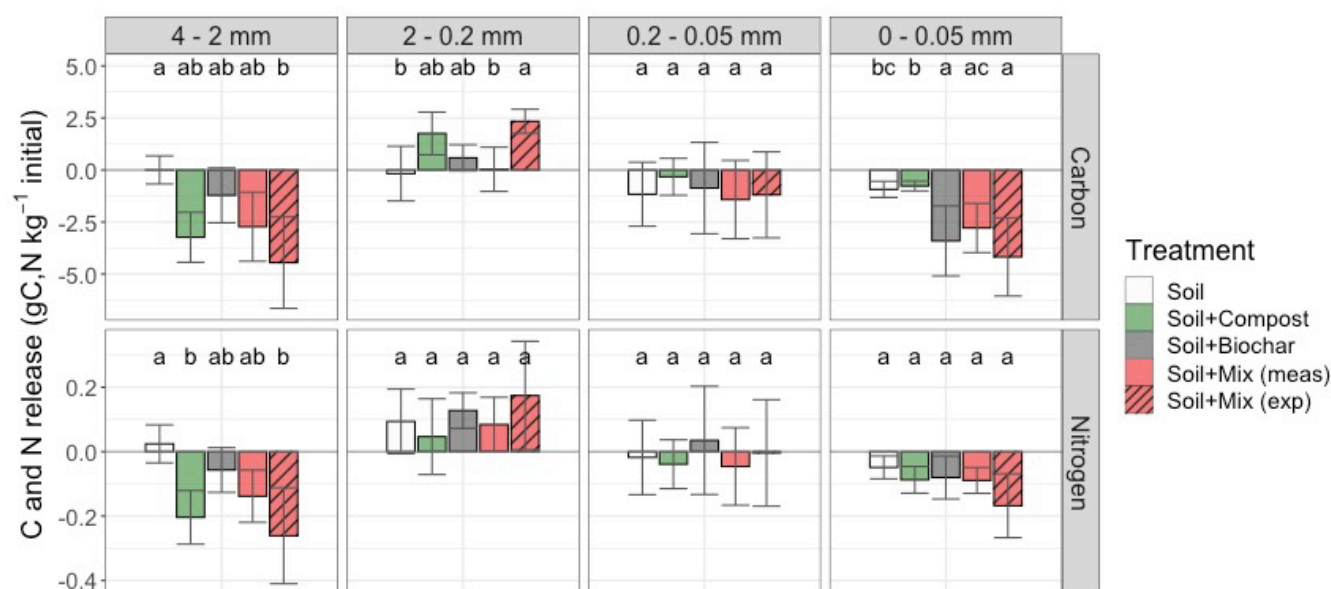 4 - 2 mm
2 - 0.2 mm
0.2 - 0.05 mm
0 - 0.05 mm
C and N release (gC,N kg⁻¹ initial)
5.0
2.5
0.0
-2.5
-5.0
a ab ab ab b
b ab ab b a
a a a a a
bc b a ac a
Carbon
0.2
0.0
-0.2
-0.4
a b ab ab b
a a a a a
a a a a a
a a a a a
Nitrogen
Treatment
Soil
Soil+Compost
Soil+Biochar
Soil+Mix (meas)
Soil+Mix (exp)